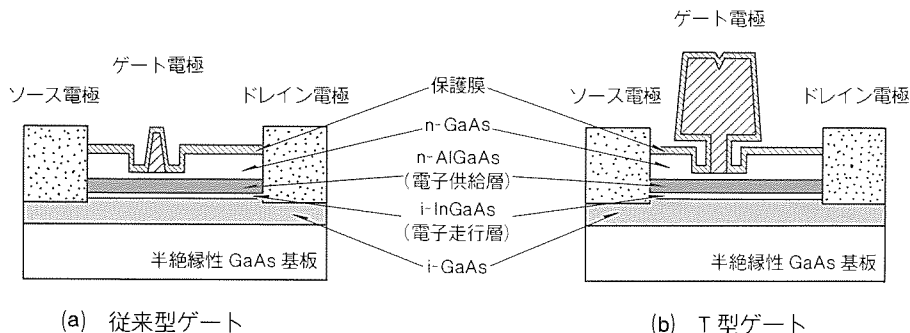 ゲート電極
ゲート電極
ソース電極
ドレイン電極
保護膜
n-GaAs
n-AlGaAs
(電子供給層)
i-InGaAs
(電子走行層)
i-GaAs
ソース電極
ドレイン電極
半絶縁性 GaAs 基板
半絶縁性 GaAs 基板
(a) 従来型ゲート
(b) T 型ゲート